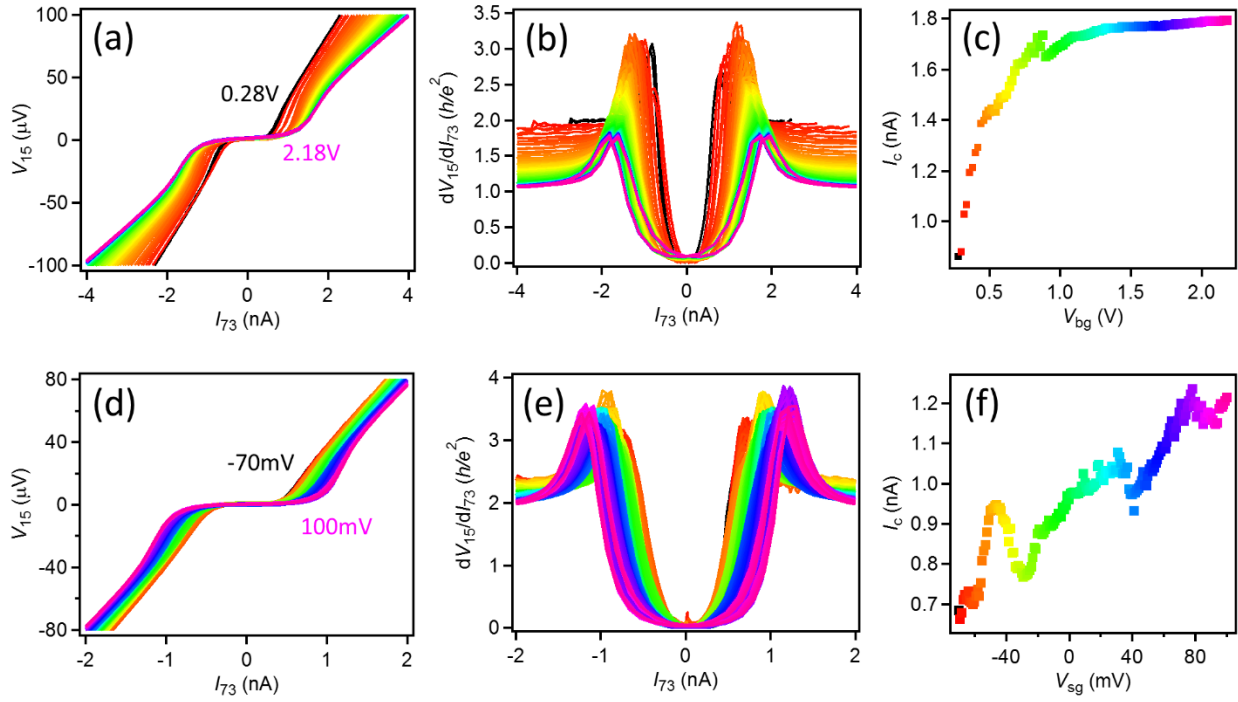 (a)
100
50
0
-50
-100
V15 (μV)
0.28V
2.18V
-4
-2
0
2
4
I73 (nA)
(b)
3.5
3.0
2.5
2.0
1.5
1.0
0.5
0.0
dV15/dI73 (h/e²)
-4
-2
0
2
4
I73 (nA)
(c)
1.8
1.6
1.4
1.2
1.0
Ic (nA)
0.5
1.0
1.5
2.0
Vbg (V)
(d)
80
40
0
-40
-80
V15 (μV)
-70mV
100mV
-2
-1
0
1
2
I73 (nA)
(e)
4
3
2
1
0
dV15/dI73 (h/e²)
-2
-1
0
1
2
I73 (nA)
(f)
1.2
1.1
1.0
0.9
0.8
0.7
Ic (nA)
-40
0
40
80
Vsg (mV)